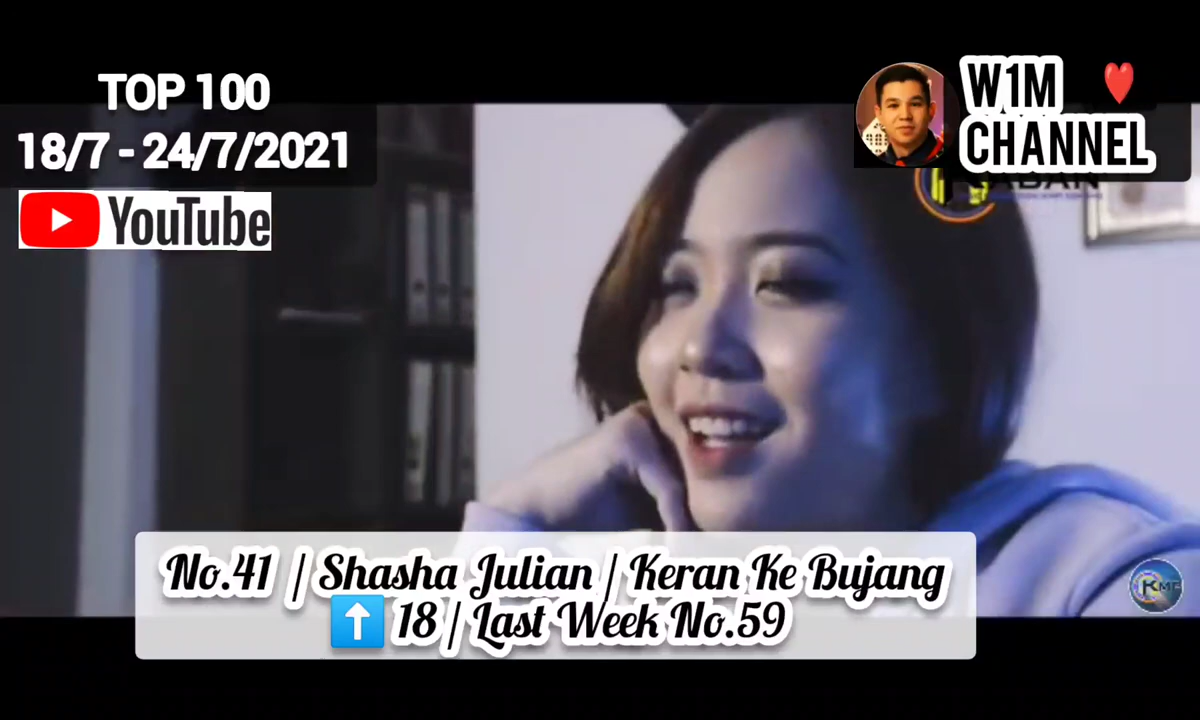 TOP 100
18/7 - 24/7/2021
YouTube
W1M
CHANNEL
No.41 / Shasha Julian / Keran Ke Bujang
⬆ 18 / Last Week No.59
KMP